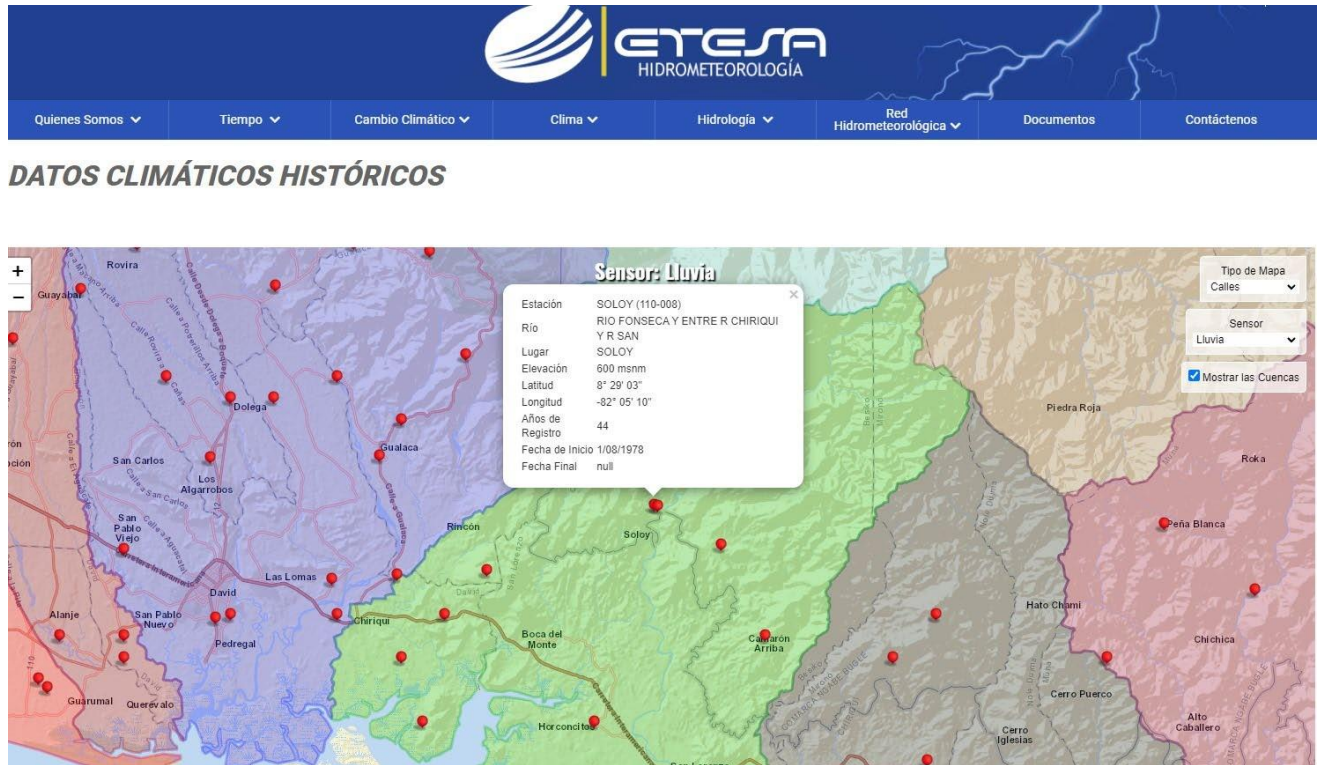 ETESA
HIDROMETEOROLOGÍA
Quienes Somos
Tiempo
Cambio Climático
Clima
Hidrología
Red
Hidrometeorológica
Documentos
Contáctenos
DATOS CLIMÁTICOS HISTÓRICOS
+
−
Sensor: Lluvia
Tipo de Mapa
Calles
Sensor
Lluvia
Mostrar las Cuencas
×
Estación SOLOY (110-008)
Río RIO FONSECA Y ENTRE R CHIRIQUI
Y R SAN
Lugar SOLOY
Elevación 600 msnm
Latitud 8° 29' 03"
Longitud -82° 05' 10"
Años de
Registro 44
Fecha de Inicio 1/08/1978
Fecha Final null
Rovira
Guayabal
Dolega
Gualaca
San Carlos
Los
Algarrobos
San
Pablo
Viejo
Rincón
Soloy
Las Lomas
David
Alanje
San Pablo
Nuevo
Pedregal
Chiriquí
Boca del
Monte
Camarón
Arriba
Guarumal
Querévalo
Horconcitos
Piedra Roja
Roka
Peña Blanca
Hato Chami
Chichica
Cerro Puerco
Alto
Caballero
Cerro
Iglesias